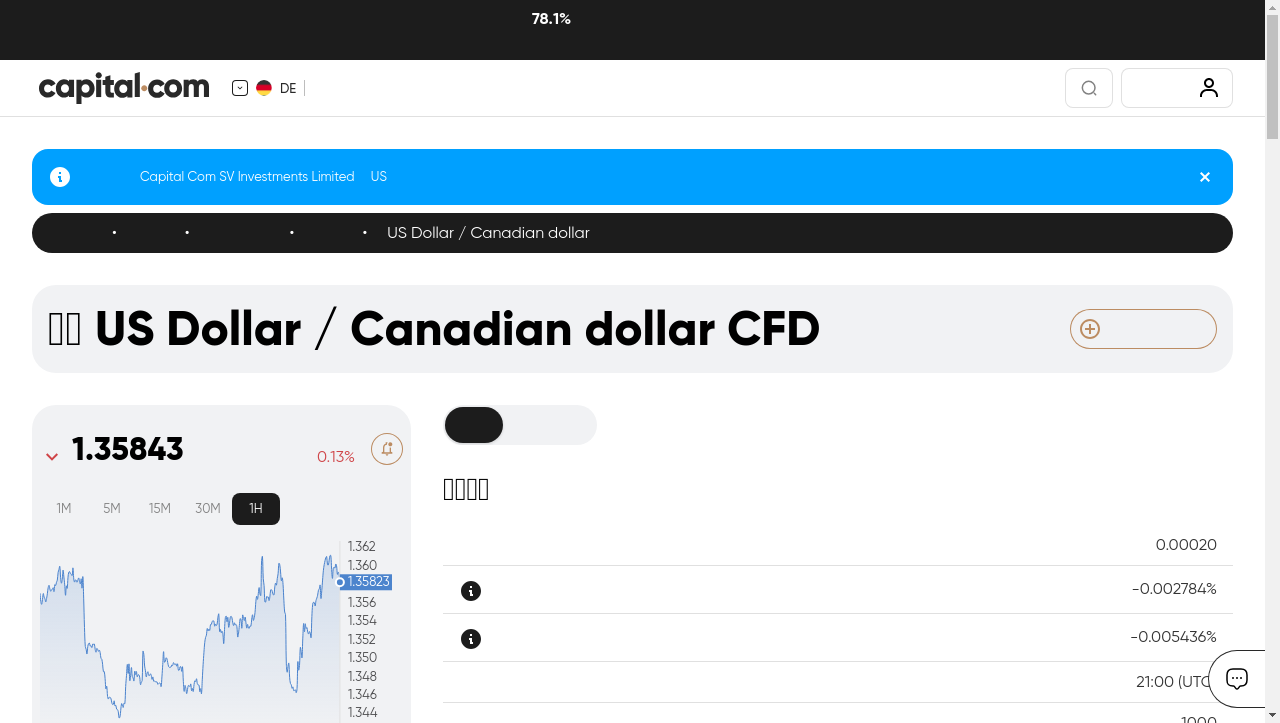 78.1%
capital.com
DE
Capital Com SV Investments Limited US
US Dollar / Canadian dollar
US Dollar / Canadian dollar CFD
1.35843
0.13%
1M 5M 15M 30M 1H
1.362
1.360
1.35823
1.356
1.354
1.352
1.350
1.348
1.346
1.344
0.00020
-0.002784%
-0.005436%
21:00 (UTC
1000